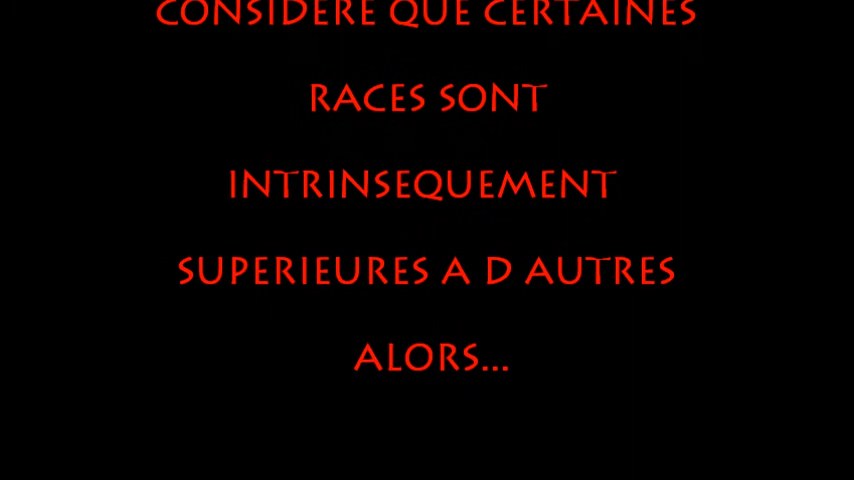 CONSIDERE QUE CERTAINES
RACES SONT
INTRINSEQUEMENT
SUPERIEURES A D AUTRES
ALORS...